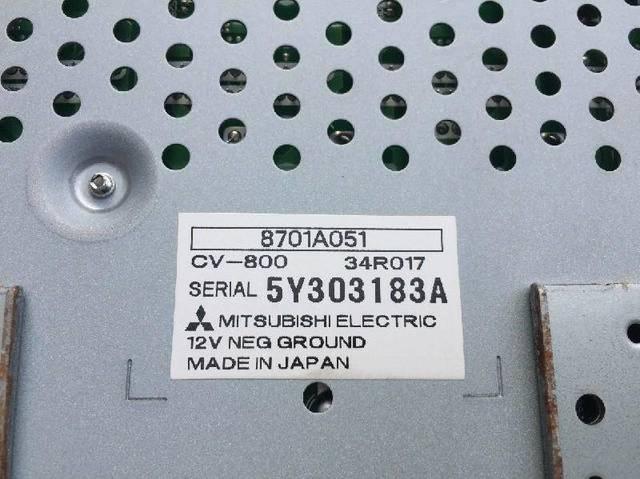 8701A051
CV-800 34R017
SERIAL 5Y303183A
MITSUBISHI ELECTRIC
12V NEG GROUND
MADE IN JAPAN